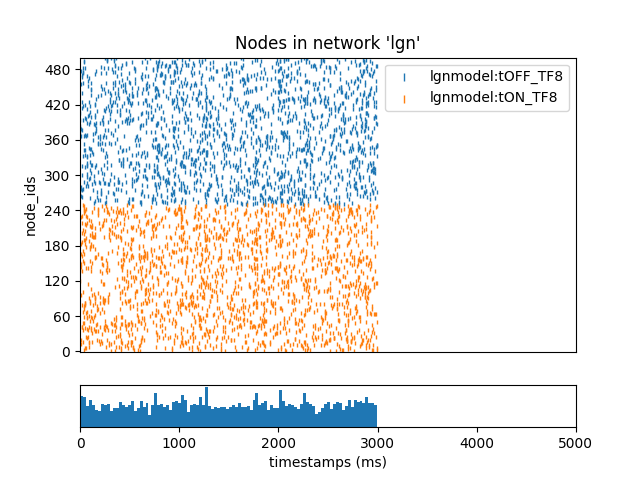 Nodes in network 'lgn'
480
420
360
300
240
180
120
60
0
node_ids
lgnmodel:tOFF_TF8
lgnmodel:tON_TF8
0 1000 2000 3000 4000 5000
timestamps (ms)